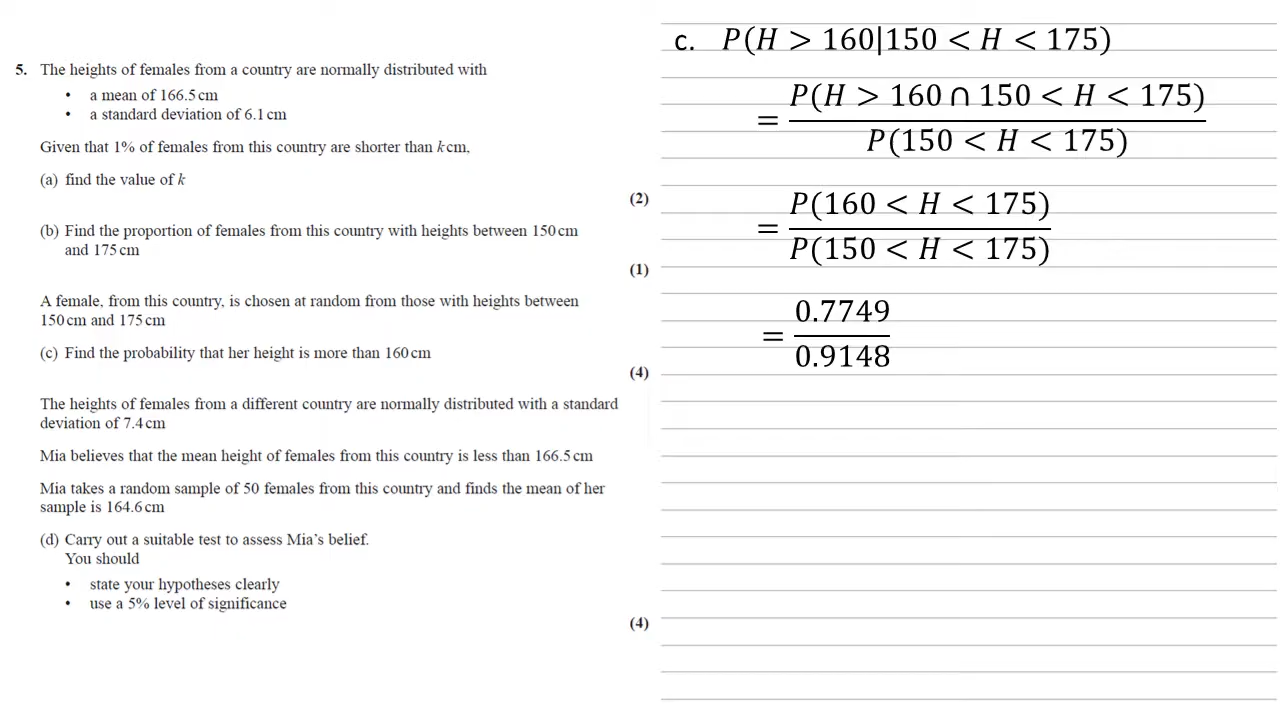 5. The heights of females from a country are normally distributed with
• a mean of 166.5 cm
• a standard deviation of 6.1 cm
Given that 1% of females from this country are shorter than k cm,
(a) find the value of k
(2)
(b) Find the proportion of females from this country with heights between 150 cm
and 175 cm
(1)
A female, from this country, is chosen at random from those with heights between
150 cm and 175 cm
(c) Find the probability that her height is more than 160 cm
(4)
The heights of females from a different country are normally distributed with a standard
deviation of 7.4 cm
Mia believes that the mean height of females from this country is less than 166.5 cm
Mia takes a random sample of 50 females from this country and finds the mean of her
sample is 164.6 cm
(d) Carry out a suitable test to assess Mia's belief.
You should
• state your hypotheses clearly
• use a 5% level of significance
(4)
c. P(H > 160|150 < H < 175)
P(H > 160 ∩ 150 < H < 175)
=
P(150 < H < 175)
P(160 < H < 175)
=
P(150 < H < 175)
0.7749
=
0.9148